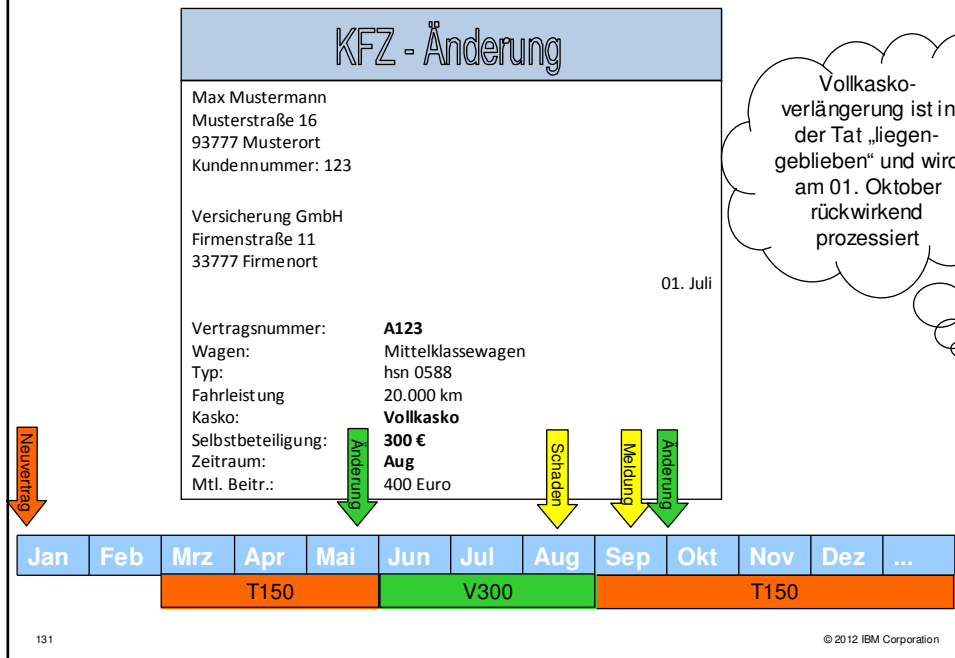 KFZ - Änderung
Max Mustermann
Musterstraße 16
93777 Musterort
Kundennummer: 123
Versicherung GmbH
Firmenstraße 11
33777 Firmenort
01. Juli
Vertragsnummer: A123
Wagen: Mittelklassewagen
Typ: hsn 0588
Fahrleistung 20.000 km
Kasko: Vollkasko
Selbstbeteiligung: 300 €
Zeitraum: Aug
Mtl. Beitr.: 400 Euro
Vollkasko-
verlängerung ist in
der Tat „liegen-
geblieben“ und wird
am 01. Oktober
rückwirkend
prozessiert
Neuvertrag
Änderung
Schaden
Meldung
Änderung
Jan Feb Mrz Apr Mai Jun Jul Aug Sep Okt Nov Dez ...
T150 V300 T150
131 © 2012 IBM Corporation